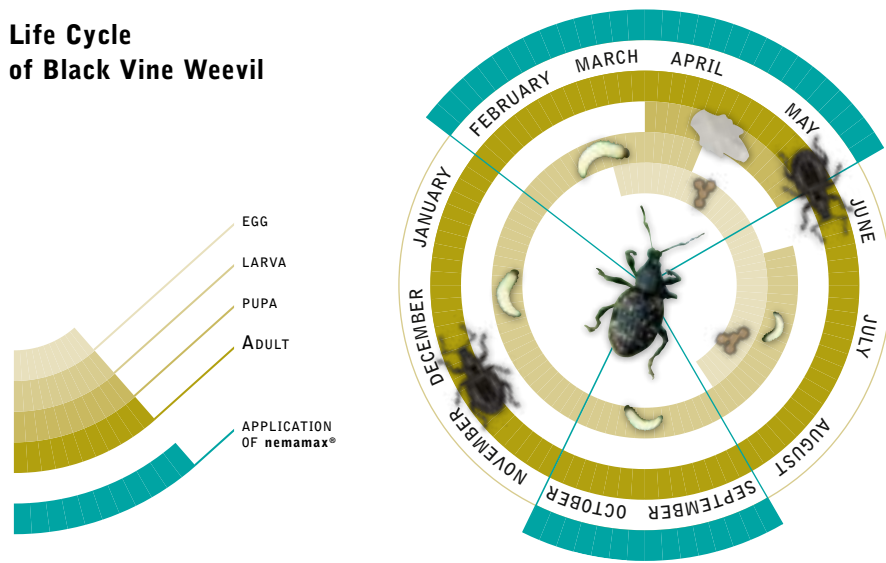 Life Cycle
of Black Vine Weevil
EGG
LARVA
PUPA
ADULT
APPLICATION
OF nemamax®
JANUARY
FEBRUARY
MARCH
APRIL
MAY
JUNE
JULY
AUGUST
SEPTEMBER
OCTOBER
NOVEMBER
DECEMBER